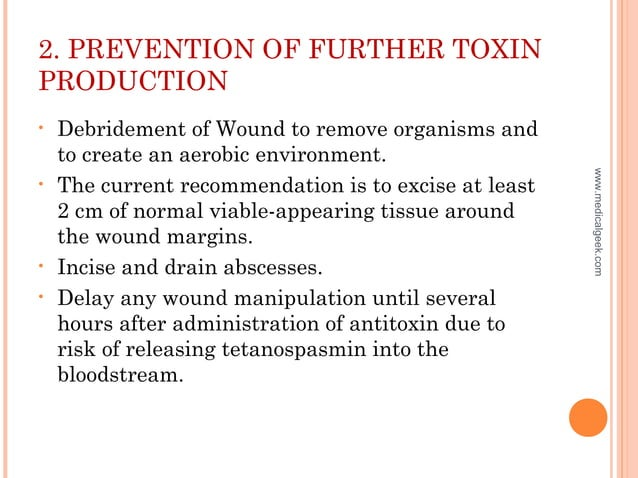 2. PREVENTION OF FURTHER TOXIN
PRODUCTION
• Debridement of Wound to remove organisms and
to create an aerobic environment.
• The current recommendation is to excise at least
2 cm of normal viable-appearing tissue around
the wound margins.
• Incise and drain abscesses.
• Delay any wound manipulation until several
hours after administration of antitoxin due to
risk of releasing tetanospasmin into the
bloodstream.
www.medicalgeek.com